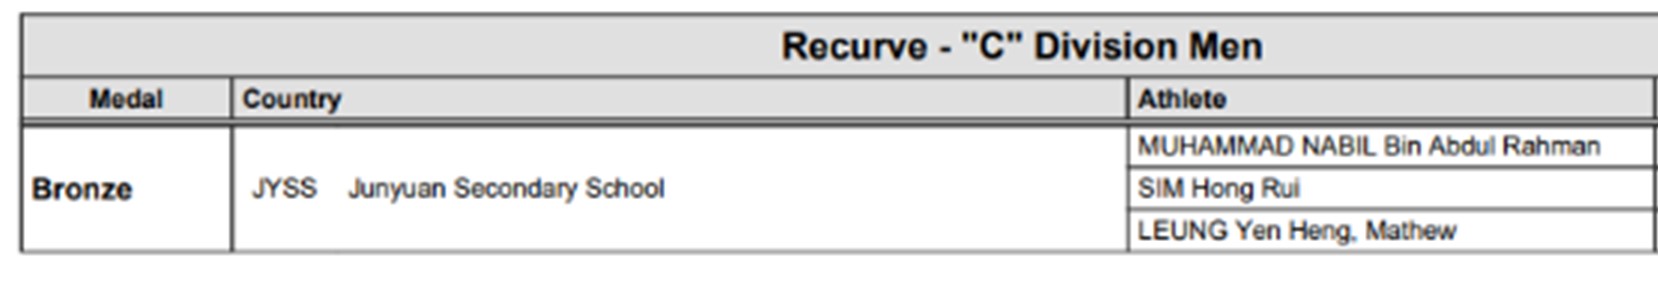 Recurve - "C" Division Men
Medal Country Athlete
MUHAMMAD NABIL Bin Abdul Rahman
Bronze JYSS Junyuan Secondary School SIM Hong Rui
LEUNG Yen Heng, Mathew